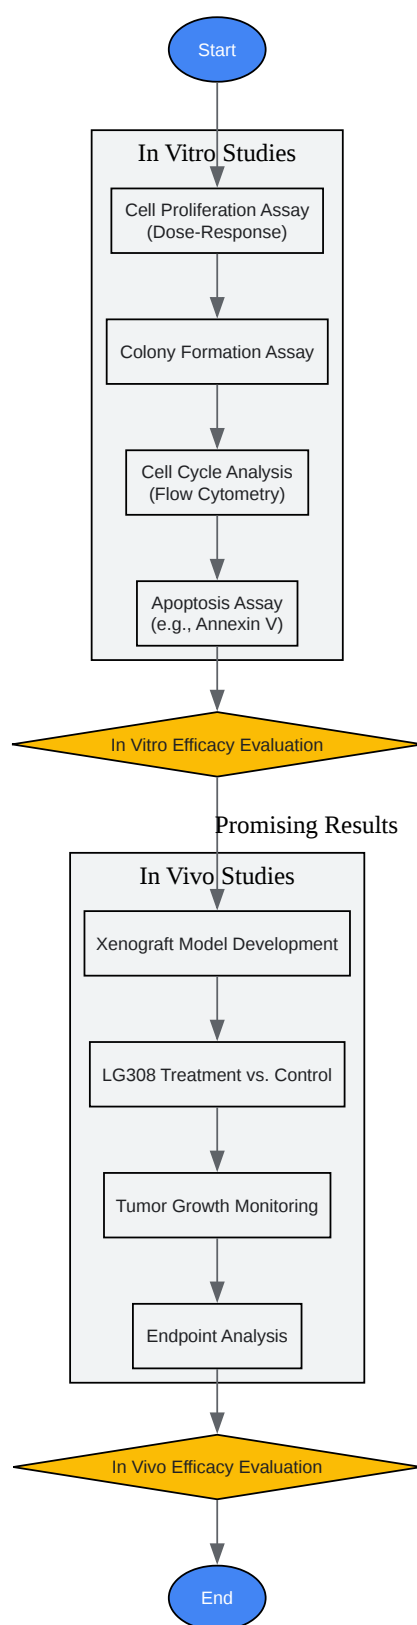 Start
In Vitro Studies
Cell Proliferation Assay
(Dose-Response)
Colony Formation Assay
Cell Cycle Analysis
(Flow Cytometry)
Apoptosis Assay
(e.g., Annexin V)
In Vitro Efficacy Evaluation
Promising Results
In Vivo Studies
Xenograft Model Development
LG308 Treatment vs. Control
Tumor Growth Monitoring
Endpoint Analysis
In Vivo Efficacy Evaluation
End